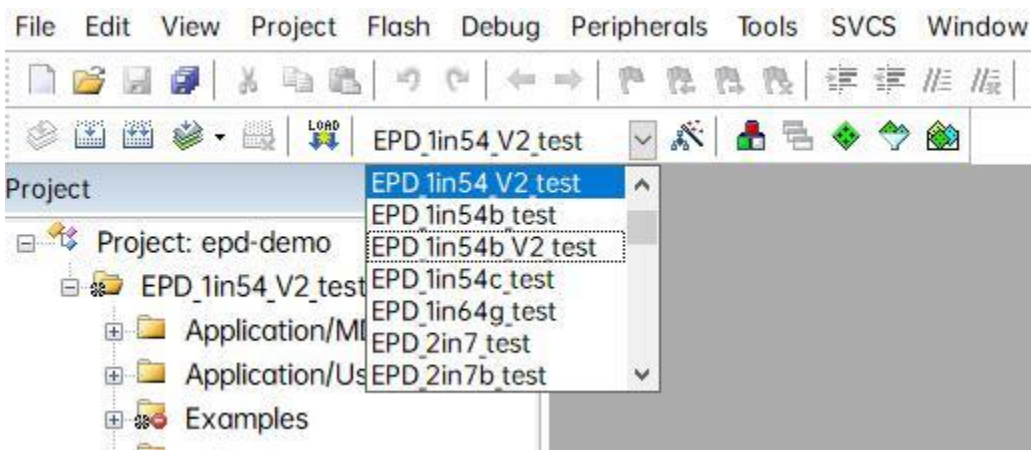 File Edit View Project Flash Debug Peripherals Tools SVCS Window
LOAD EPD_1in54_V2_test
Project
EPD_1in54_V2_test
EPD_1in54b_test
EPD_1in54b_V2_test
EPD_1in54c_test
EPD_1in64g_test
EPD_2in7_test
EPD_2in7b_test
Project: epd-demo
EPD_1in54_V2_test
Application/MD
Application/Us
Examples